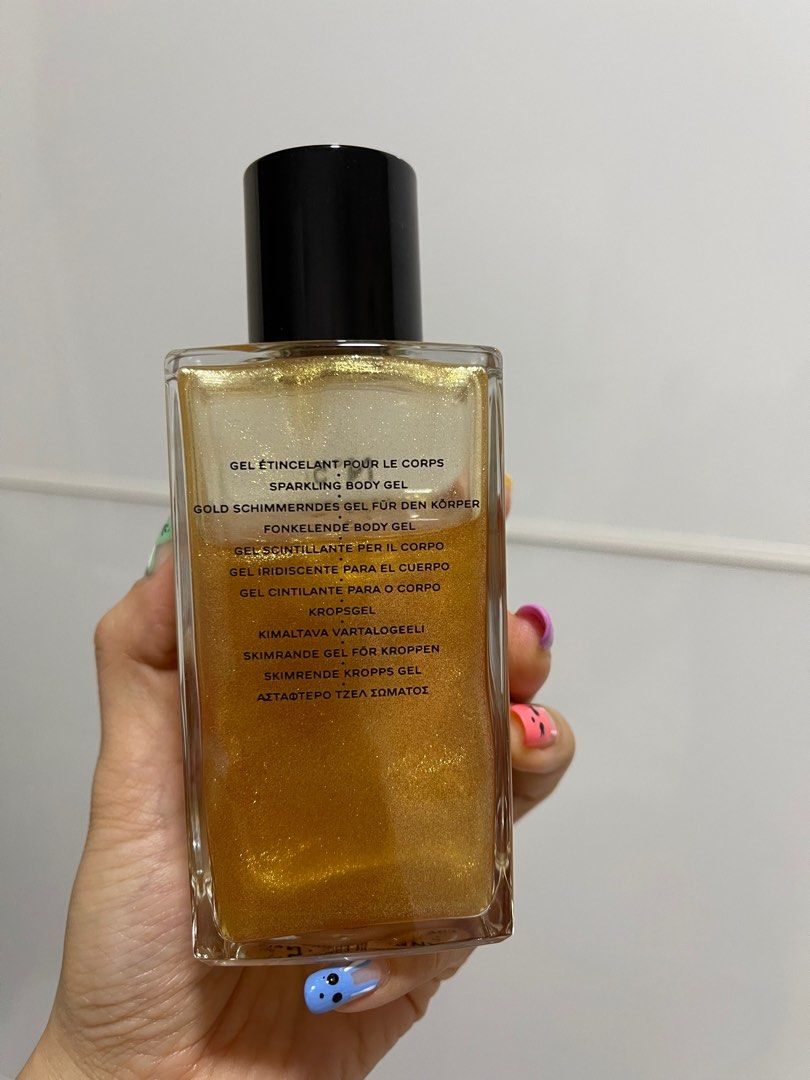 GEL ÉTINCELANT POUR LE CORPS
SPARKLING BODY GEL
GOLD SCHIMMERNDES GEL FÜR DEN KÖRPER
FONKELENDE BODY GEL
GEL SCINTILLANTE PER IL CORPO
GEL IRIDISCENTE PARA EL CUERPO
GEL CINTILANTE PARA O CORPO
KROPSGEL
KIMALTAVA VARTALOGEELI
SKIMRANDE GEL FÖR KROPPEN
SKIMRENDE KROPPS GEL
ΑΣΤΑΦΤΕΡΟ ΤΖΕΛ ΣΩΜΑΤΟΣ